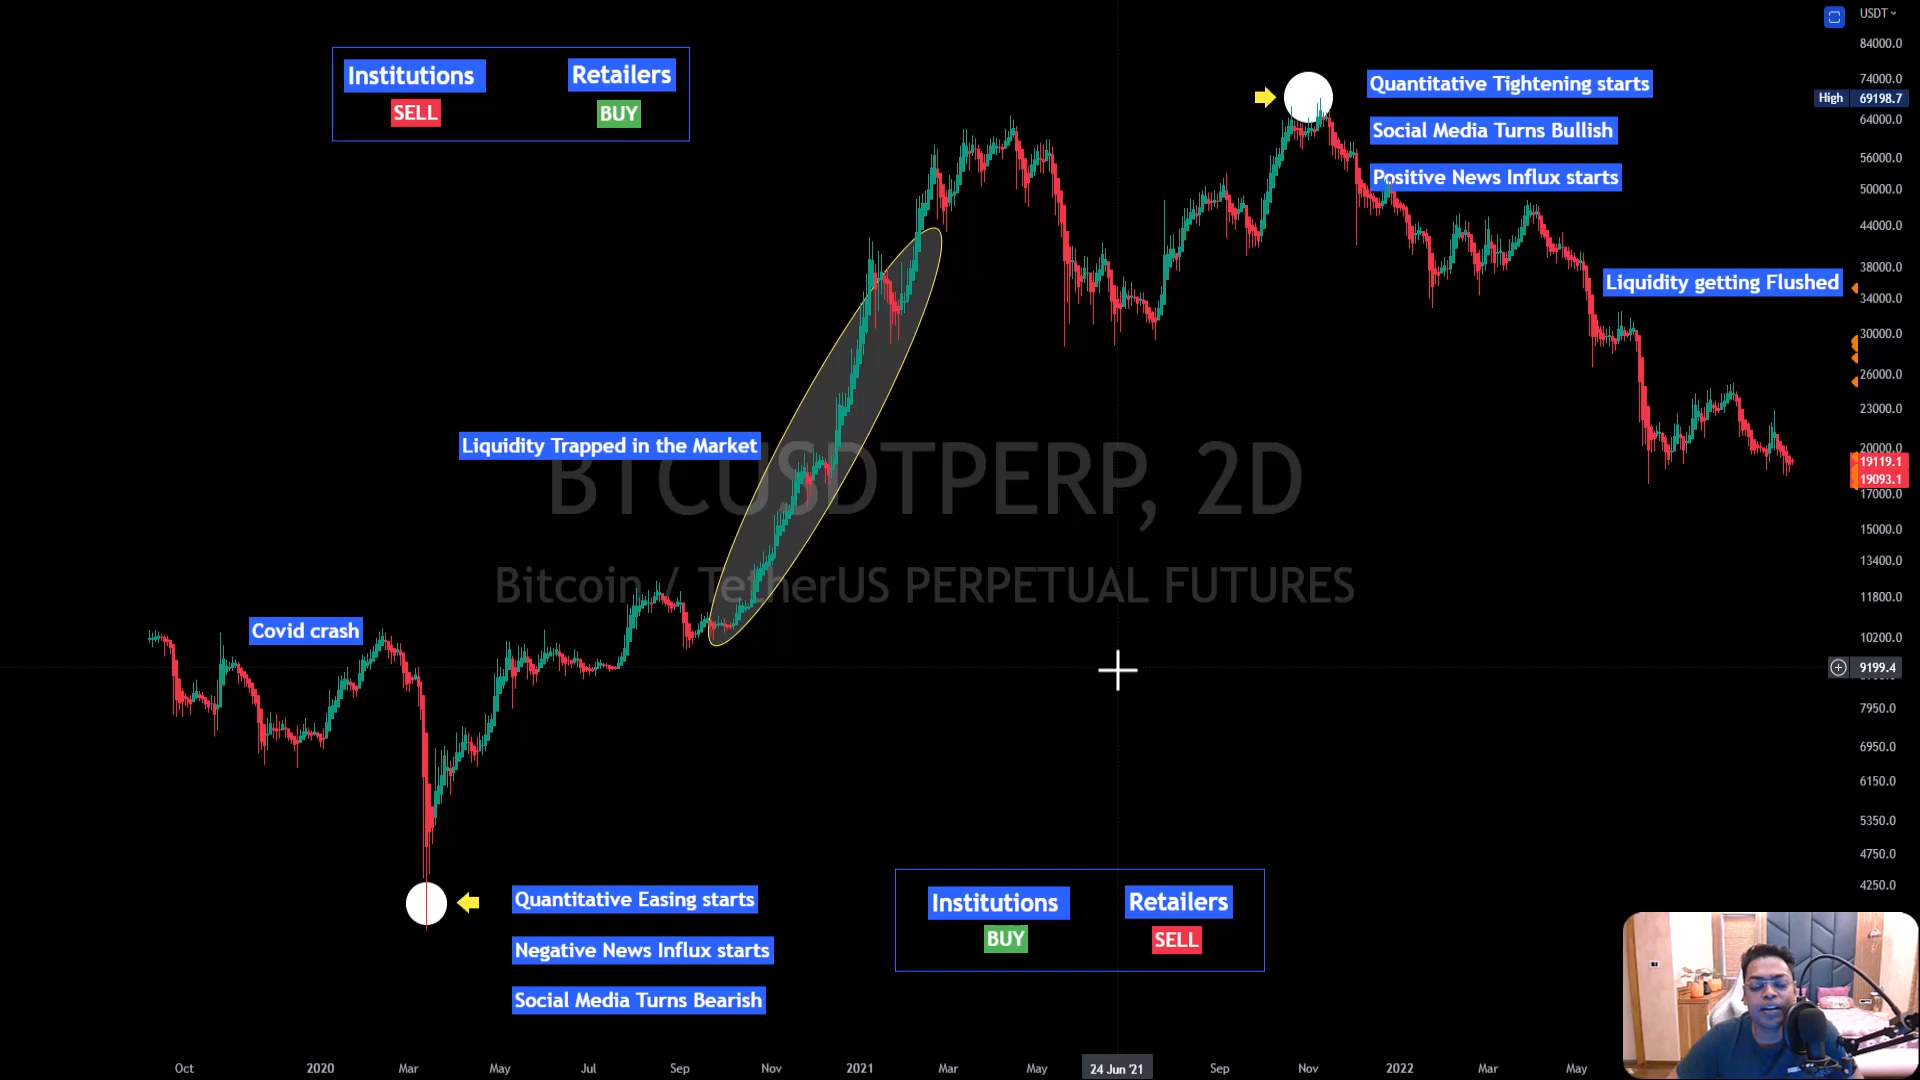 USDT
84000.0
Institutions
Retailers
SELL
BUY
Quantitative Tightening starts
74000.0
High 69198.7
64000.0
Social Media Turns Bullish
56000.0
Positive News Influx starts
50000.0
44000.0
38000.0
Liquidity getting Flushed
34000.0
30000.0
26000.0
23000.0
Liquidity Trapped in the Market
20000.0
19119.1
19093.1
BTCUSDTPERP, 2D
17000.0
15000.0
13400.0
Bitcoin / TetherUS PERPETUAL FUTURES
11800.0
Covid crash
10200.0
9199.4
7950.0
6950.0
6150.0
5350.0
4750.0
4250.0
Quantitative Easing starts
Negative News Influx starts
Social Media Turns Bearish
Institutions
Retailers
BUY
SELL
Oct 2020 Mar May Jul Sep Nov 2021 Mar May 24 Jun '21 Sep Nov 2022 Mar May